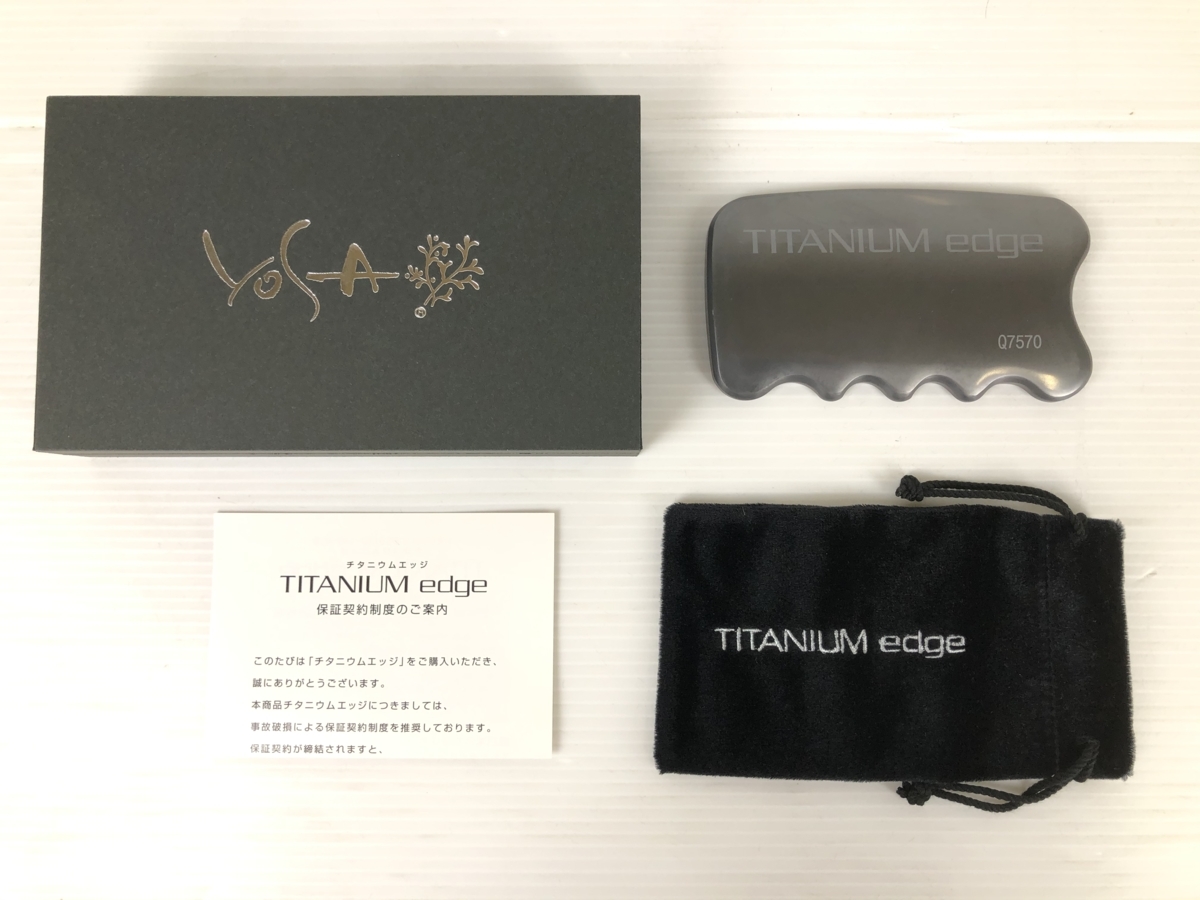 YOSA
®
TITANIUM edge
Q7570
チタニウムエッジ
TITANIUM edge
保証契約制度のご案内
このたびは「チタニウムエッジ」をご購入いただき、
誠にありがとうございます。
本商品チタニウムエッジにつきましては、
事故破損による保証契約制度を推奨しております。
保証契約が締結されますと、
TITANIUM edge